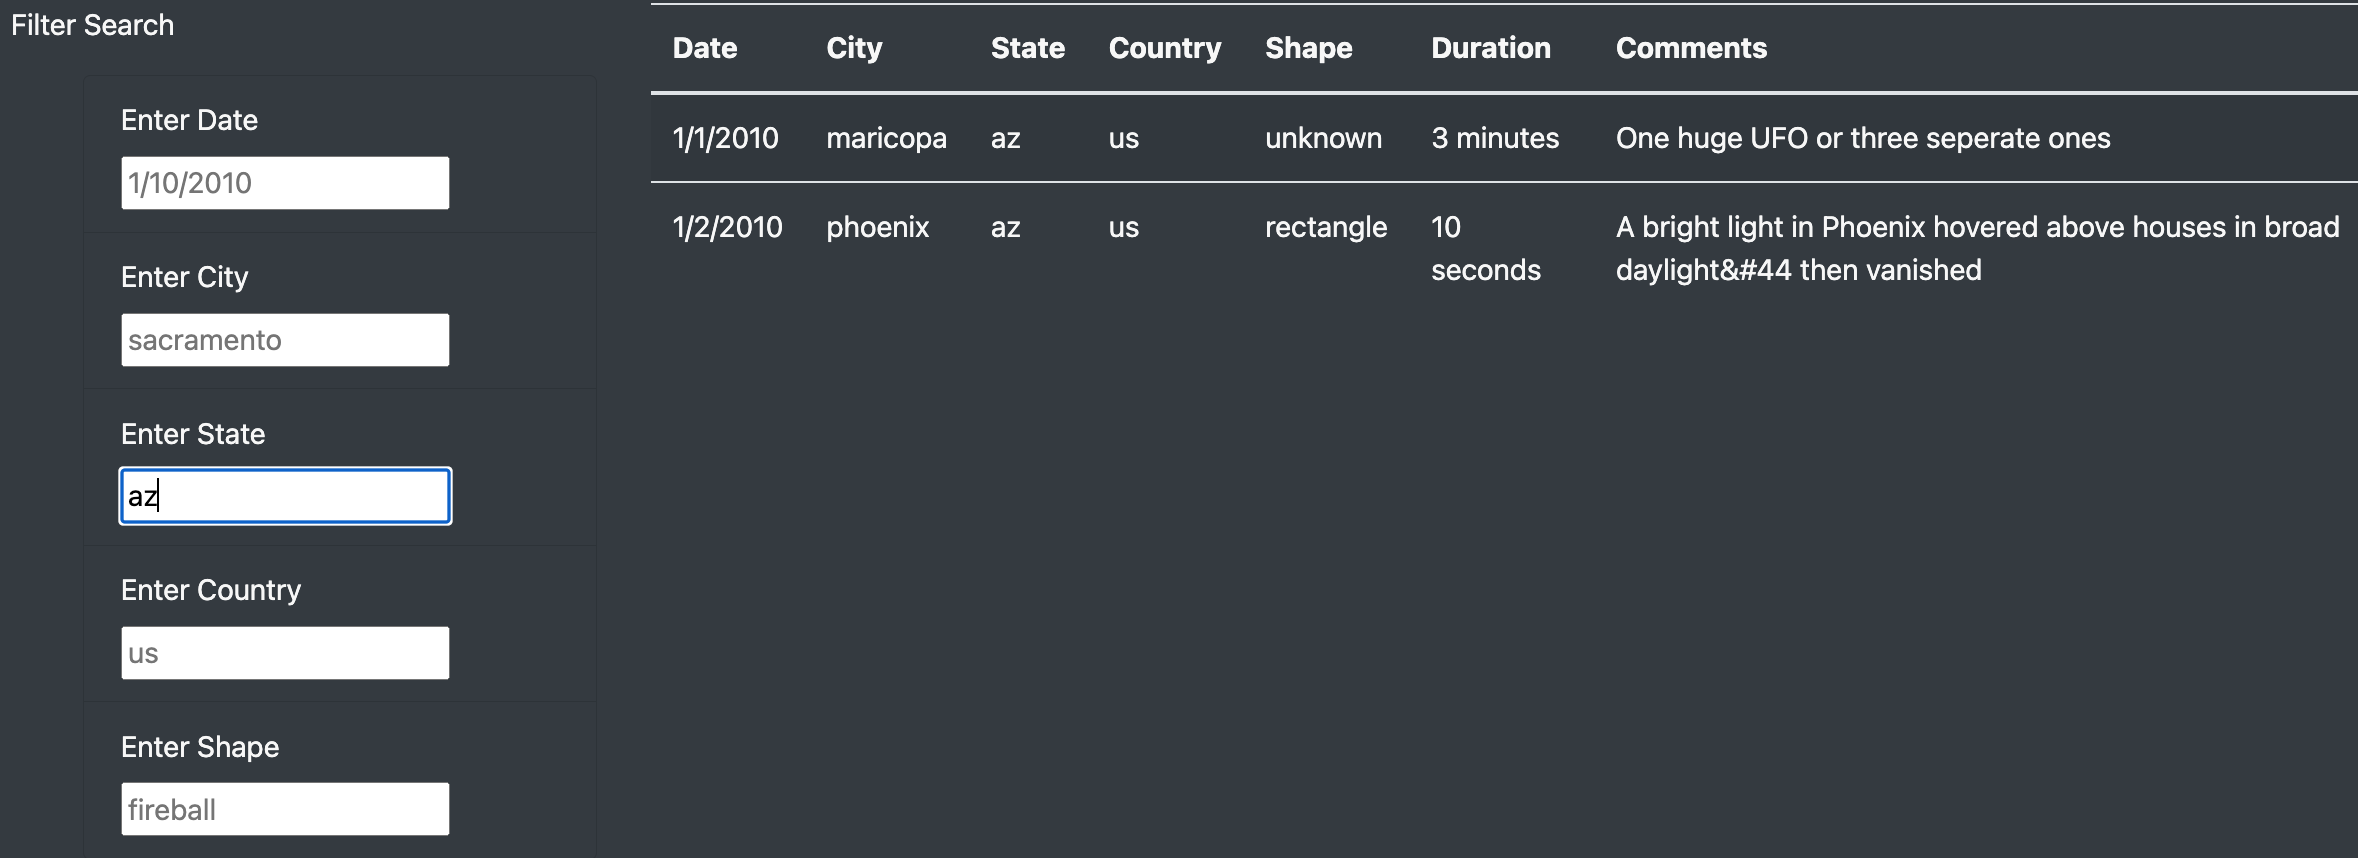 Filter Search
Enter Date
1/10/2010
Enter City
sacramento
Enter State
az
Enter Country
us
Enter Shape
fireball
Date City State Country Shape Duration Comments
1/1/2010 maricopa az us unknown 3 minutes One huge UFO or three seperate ones
1/2/2010 phoenix az us rectangle 10 A bright light in Phoenix hovered above houses in broad
seconds daylight&#44 then vanished